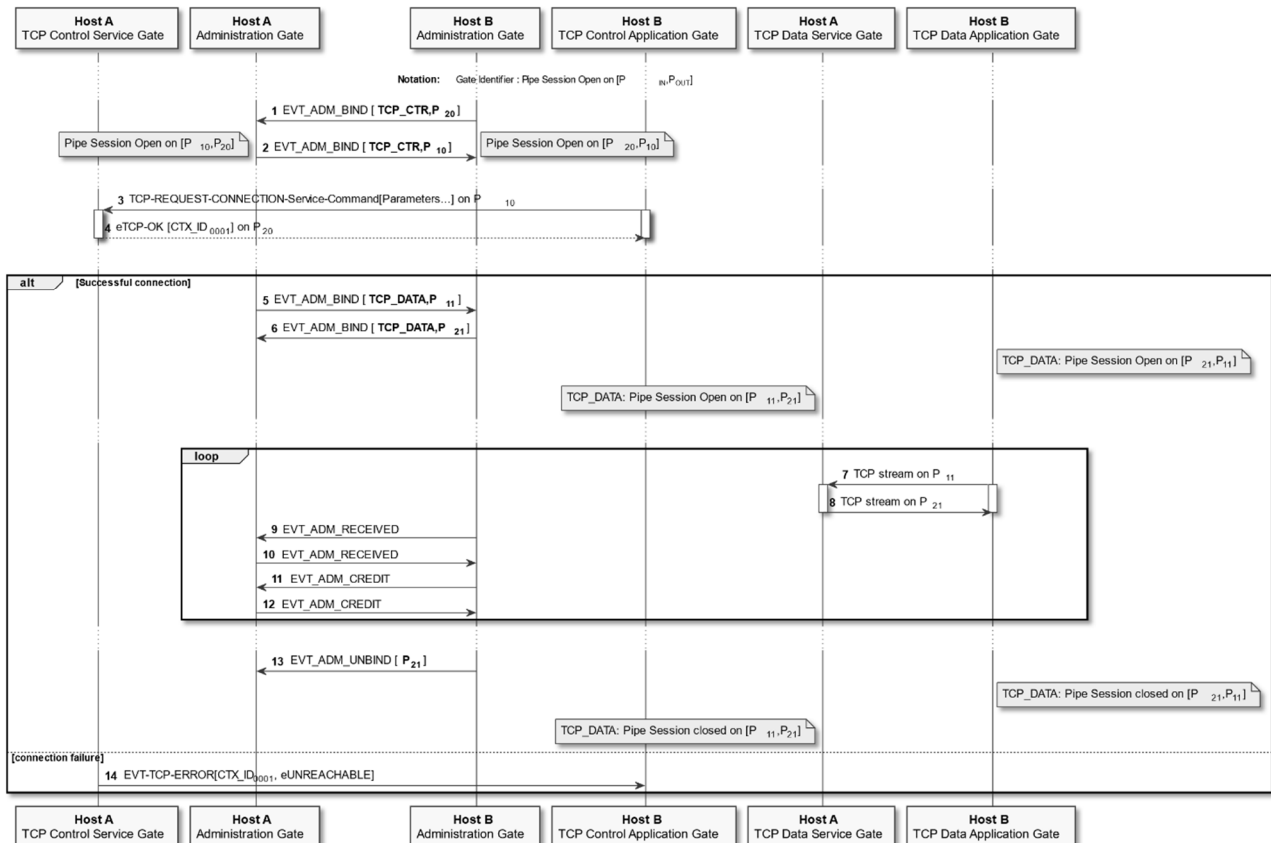 Host A Host A Host B Host B Host A Host B
TCP Control Service Gate Administration Gate Administration Gate TCP Control Application Gate TCP Data Service Gate TCP Data Application Gate
Notation: Gate Identifier : Pipe Session Open on [P IN,POUT]
1 EVT_ADM_BIND [ TCP_CTR,P 20]
Pipe Session Open on [P 10,P20] 2 EVT_ADM_BIND [ TCP_CTR,P 10] Pipe Session Open on [P 20,P10]
3 TCP-REQUEST-CONNECTION-Service-Command[Parameters...] on P 10
4 eTCP-OK [CTX_ID0001] on P20
alt [Successful connection]
5 EVT_ADM_BIND [ TCP_DATA,P 11]
6 EVT_ADM_BIND [ TCP_DATA,P 21]
TCP_DATA: Pipe Session Open on [P 21,P11]
TCP_DATA: Pipe Session Open on [P 11,P21]
loop
7 TCP stream on P 11
8 TCP stream on P 21
9 EVT_ADM_RECEIVED
10 EVT_ADM_RECEIVED
11 EVT_ADM_CREDIT
12 EVT_ADM_CREDIT
13 EVT_ADM_UNBIND [ P21]
TCP_DATA: Pipe Session closed on [P 21,P11]
TCP_DATA: Pipe Session closed on [P 11,P21]
[connection failure]
14 EVT-TCP-ERROR[CTX_ID0001, eUNREACHABLE]
Host A Host A Host B Host B Host A Host B
TCP Control Service Gate Administration Gate Administration Gate TCP Control Application Gate TCP Data Service Gate TCP Data Application Gate